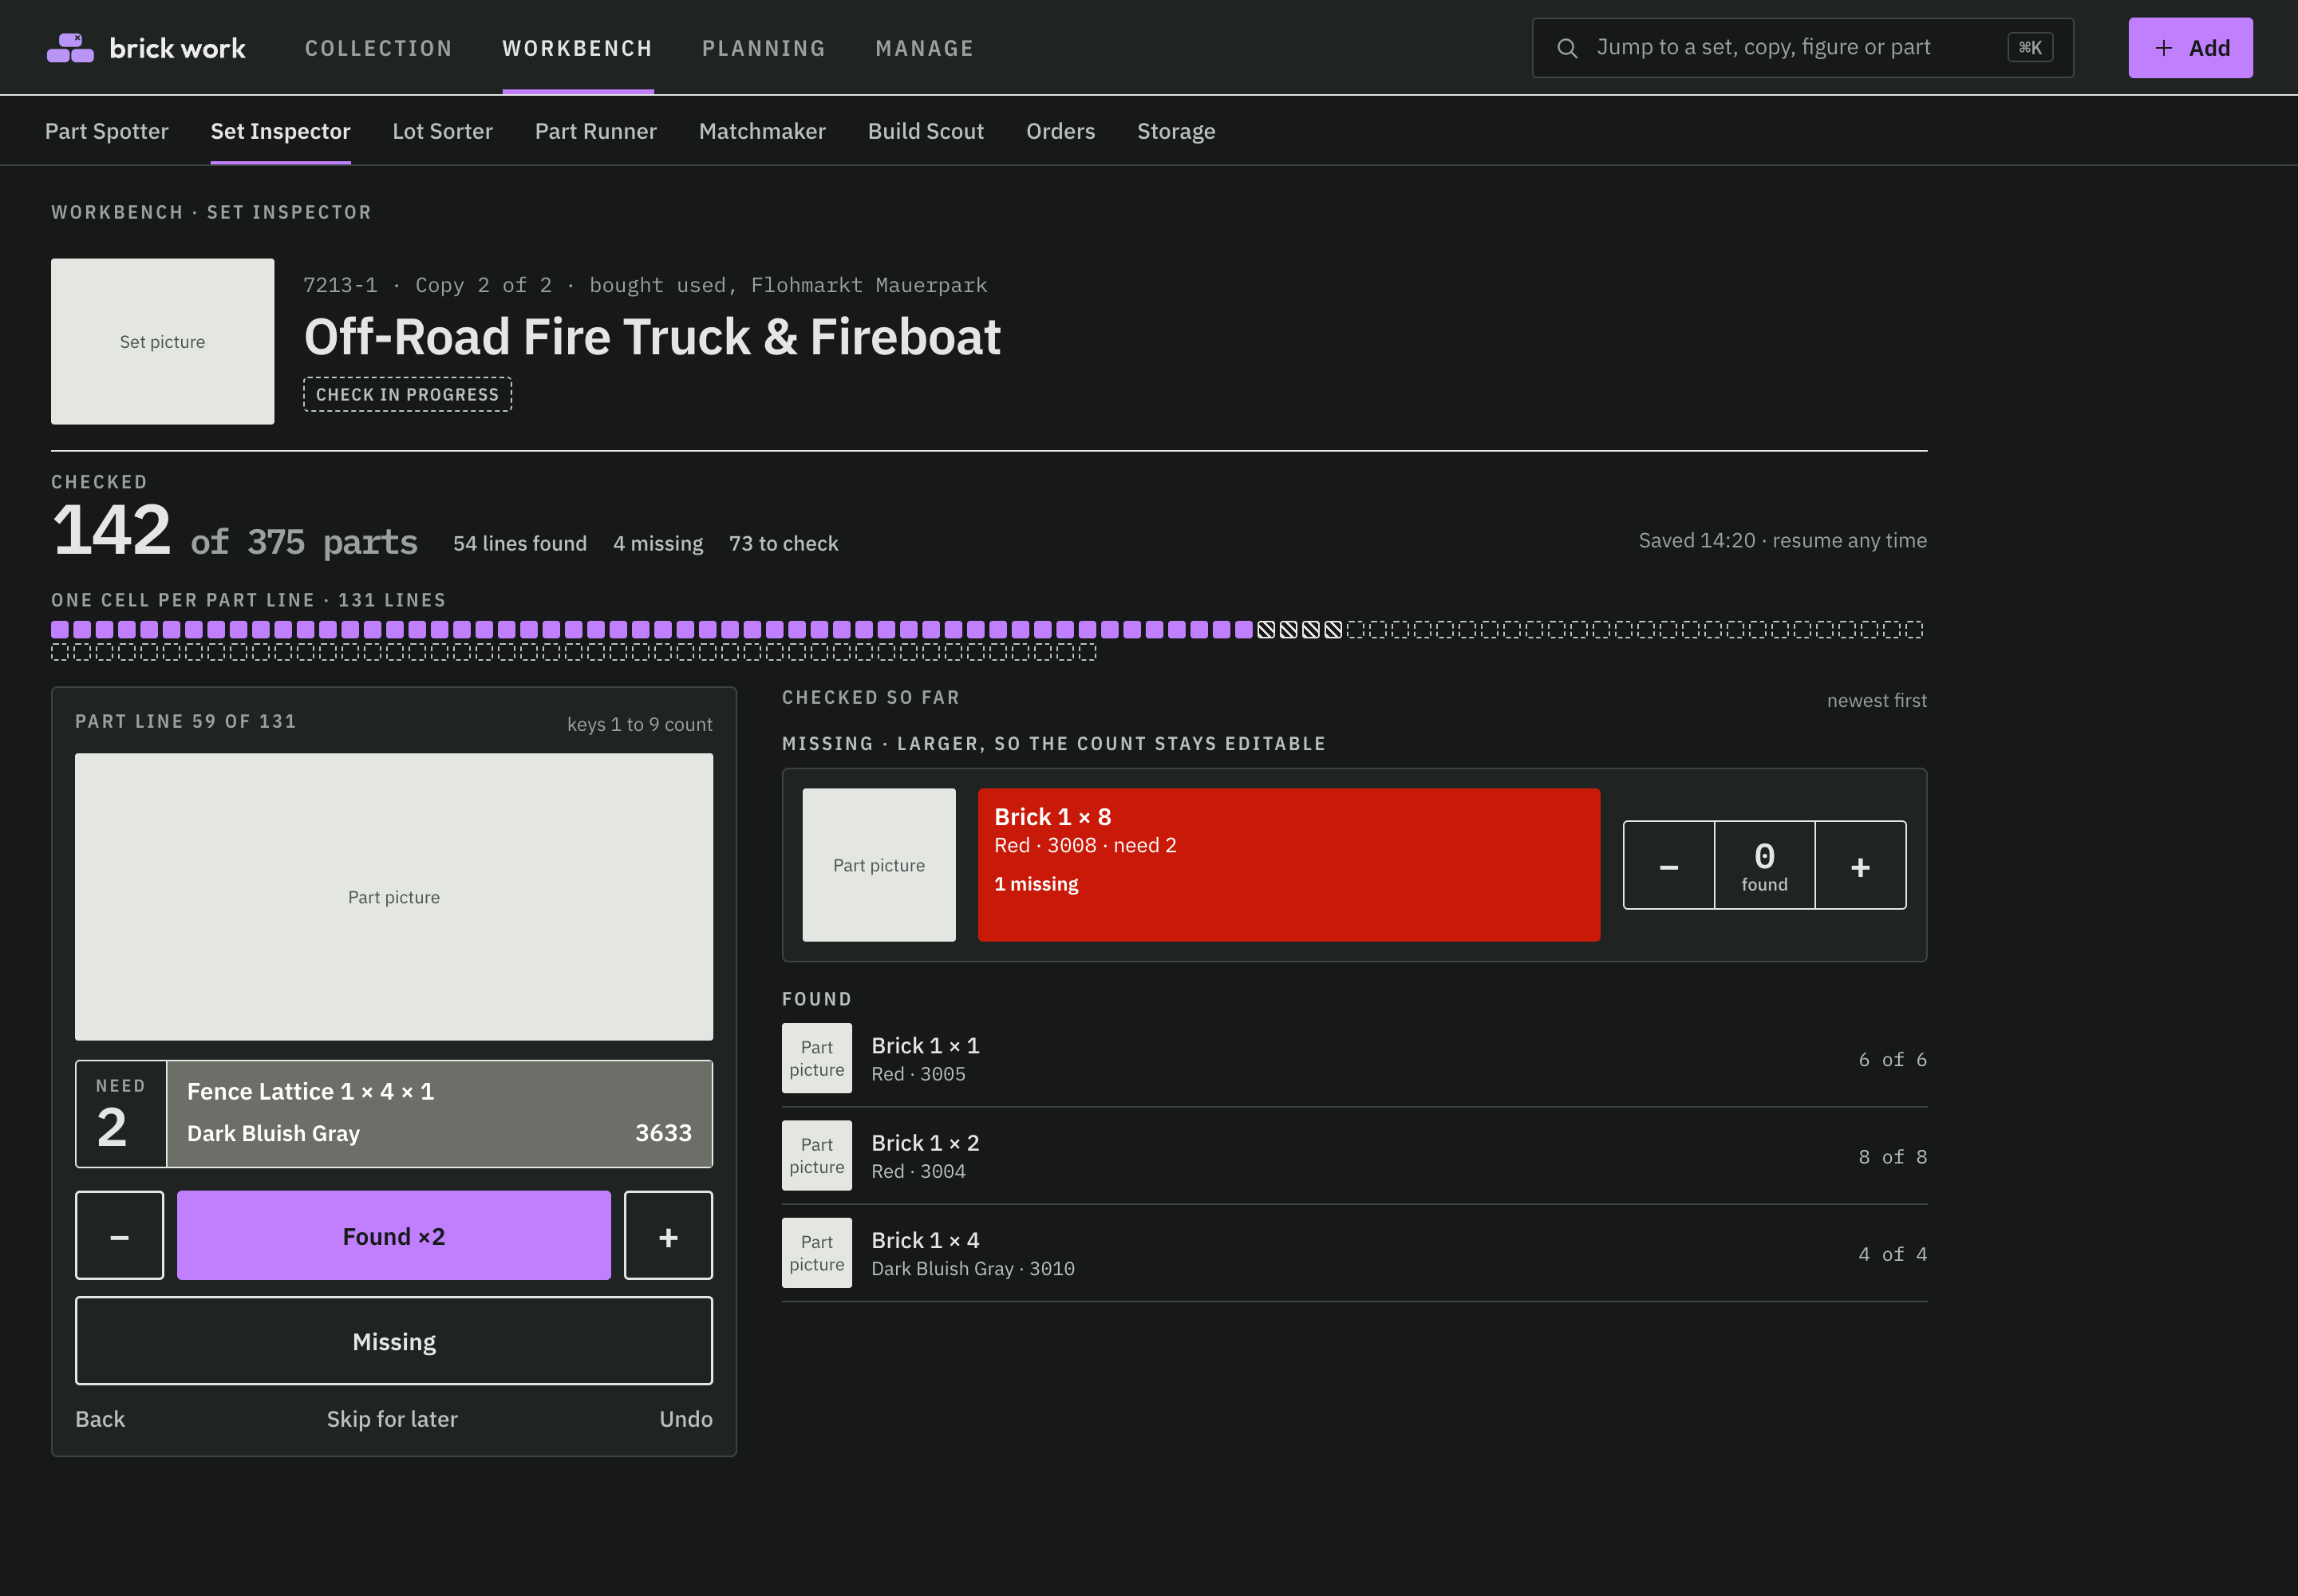 brick work
COLLECTION
WORKBENCH
PLANNING
MANAGE
Jump to a set, copy, figure or part
⌘K
+ Add
Part Spotter
Set Inspector
Lot Sorter
Part Runner
Matchmaker
Build Scout
Orders
Storage
WORKBENCH · SET INSPECTOR
Set picture
7213-1 · Copy 2 of 2 · bought used, Flohmarkt Mauerpark
Off-Road Fire Truck & Fireboat
CHECK IN PROGRESS
CHECKED
142 of 375 parts
54 lines found
4 missing
73 to check
Saved 14:20 · resume any time
ONE CELL PER PART LINE · 131 LINES
PART LINE 59 OF 131
keys 1 to 9 count
Part picture
NEED
2
Fence Lattice 1 × 4 × 1
Dark Bluish Gray
3633
−
Found ×2
+
Missing
Back
Skip for later
Undo
CHECKED SO FAR
newest first
MISSING · LARGER, SO THE COUNT STAYS EDITABLE
Part picture
Brick 1 × 8
Red · 3008 · need 2
1 missing
−
0
found
+
FOUND
Part
picture
Brick 1 × 1
Red · 3005
6 of 6
Part
picture
Brick 1 × 2
Red · 3004
8 of 8
Part
picture
Brick 1 × 4
Dark Bluish Gray · 3010
4 of 4